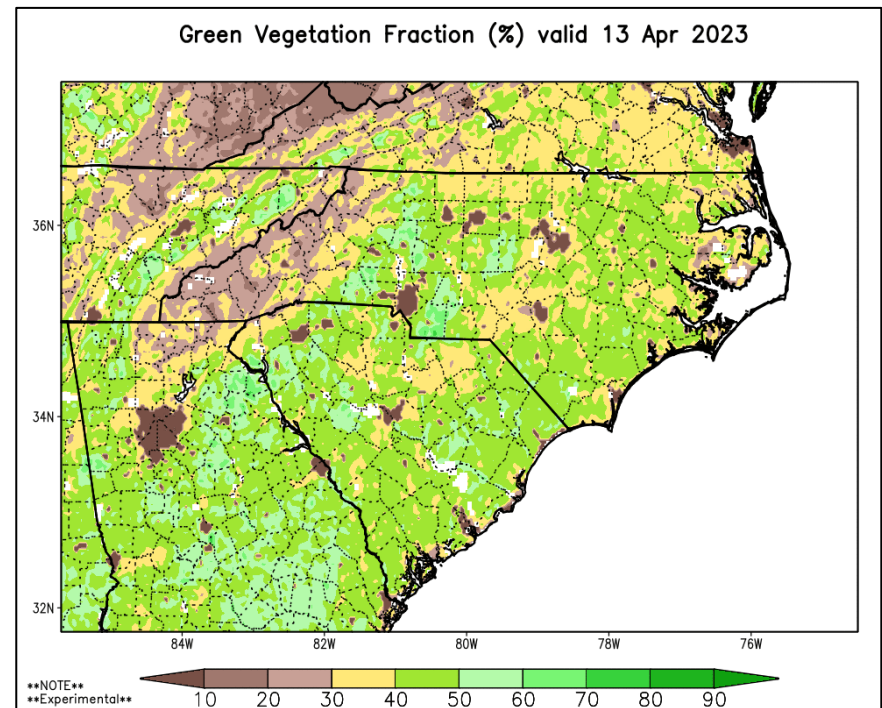 Green Vegetation Fraction (%) valid 13 Apr 2023
36N
34N
32N
84W 82W 80W 78W 76W
**NOTE**
**Experimental**
10 20 30 40 50 60 70 80 90